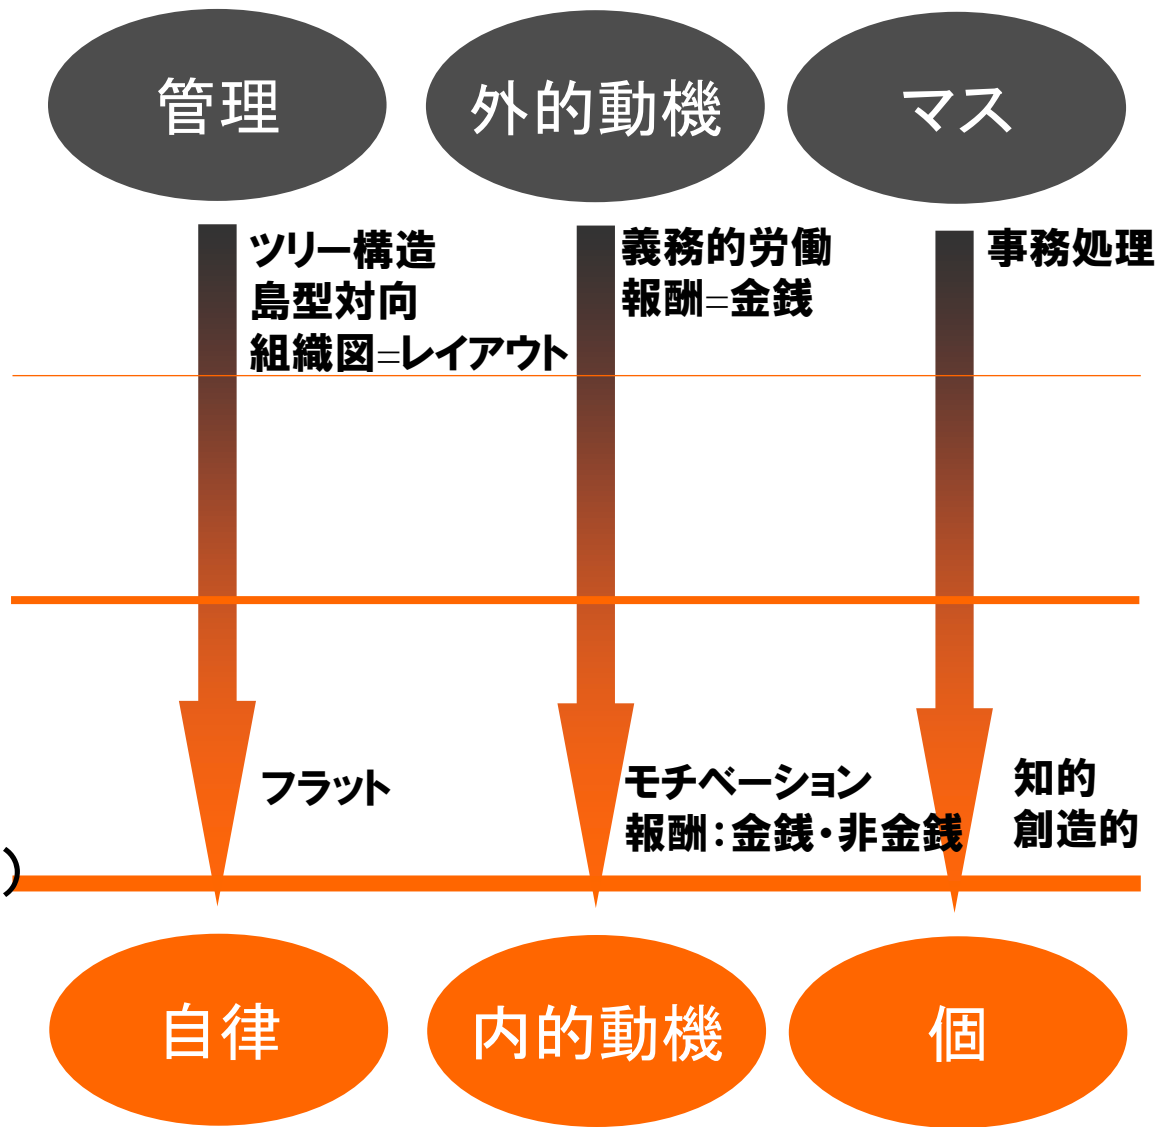 管理
外的動機
マス
ツリー構造
島型対向
組織図=レイアウト
義務的労働
報酬=金銭
事務処理
フラット
モチベーション
報酬:金銭・非金銭
知的
創造的
)
自律
内的動機
個